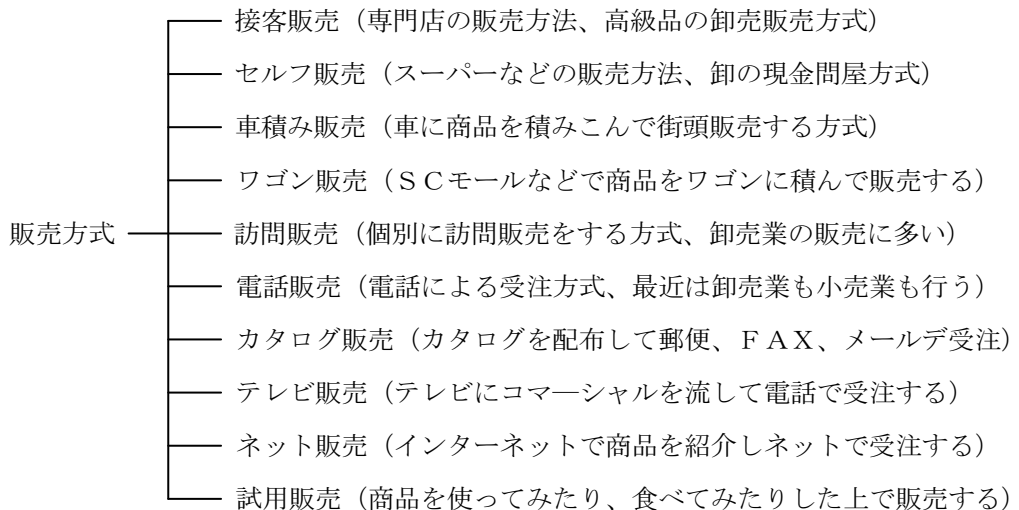 接客販売（専門店の販売方法、高級品の卸売販売方式）
セルフ販売（スーパーなどの販売方法、卸の現金問屋方式）
車積み販売（車に商品を積みこんで街頭販売する方式）
ワゴン販売（ＳＣモールなどで商品をワゴンに積んで販売する）
販売方式
訪問販売（個別に訪問販売をする方式、卸売業の販売に多い）
電話販売（電話による受注方式、最近は卸売業も小売業も行う）
カタログ販売（カタログを配布して郵便、ＦＡＸ、メールデ受注）
テレビ販売（テレビにコマ―シャルを流して電話で受注する）
ネット販売（インターネットで商品を紹介しネットで受注する）
試用販売（商品を使ってみたり、食べてみたりした上で販売する）